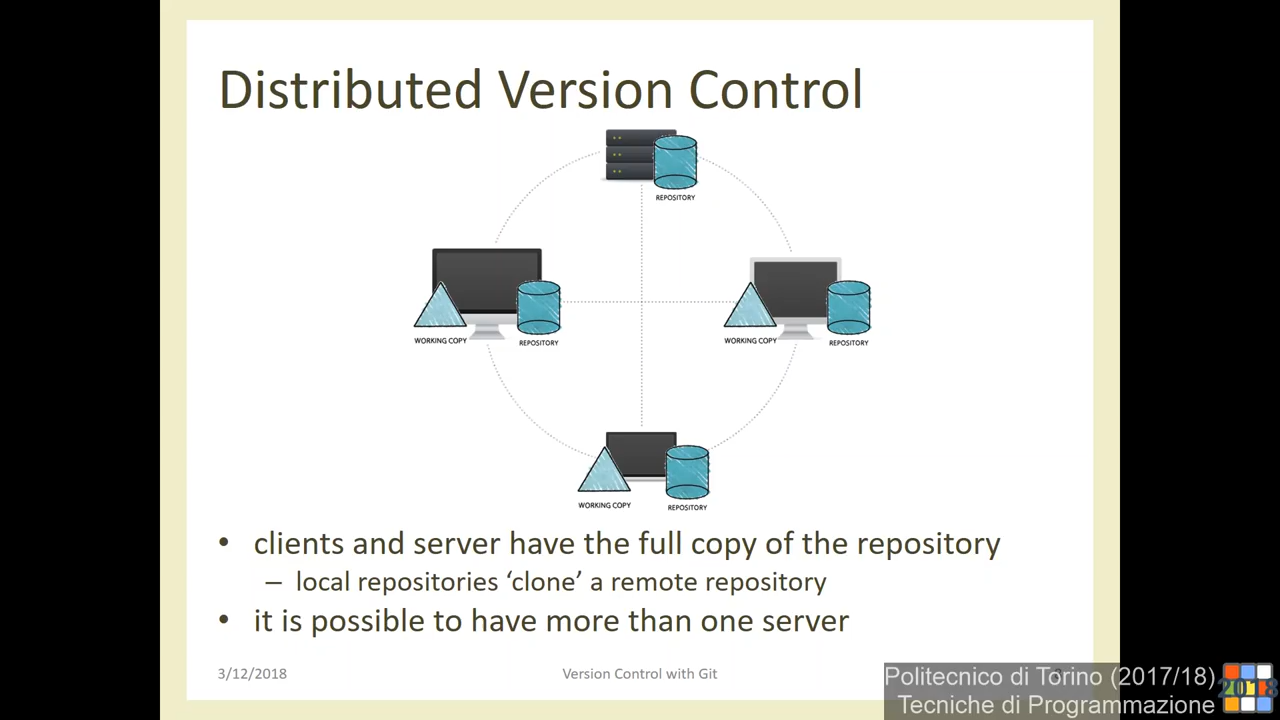 Distributed Version Control
REPOSITORY
WORKING COPY
REPOSITORY
WORKING COPY
REPOSITORY
WORKING COPY
REPOSITORY
• clients and server have the full copy of the repository
– local repositories ‘clone’ a remote repository
• it is possible to have more than one server
3/12/2018
Version Control with Git
Politecnico di Torino (2017/18)
Tecniche di Programmazione
2018